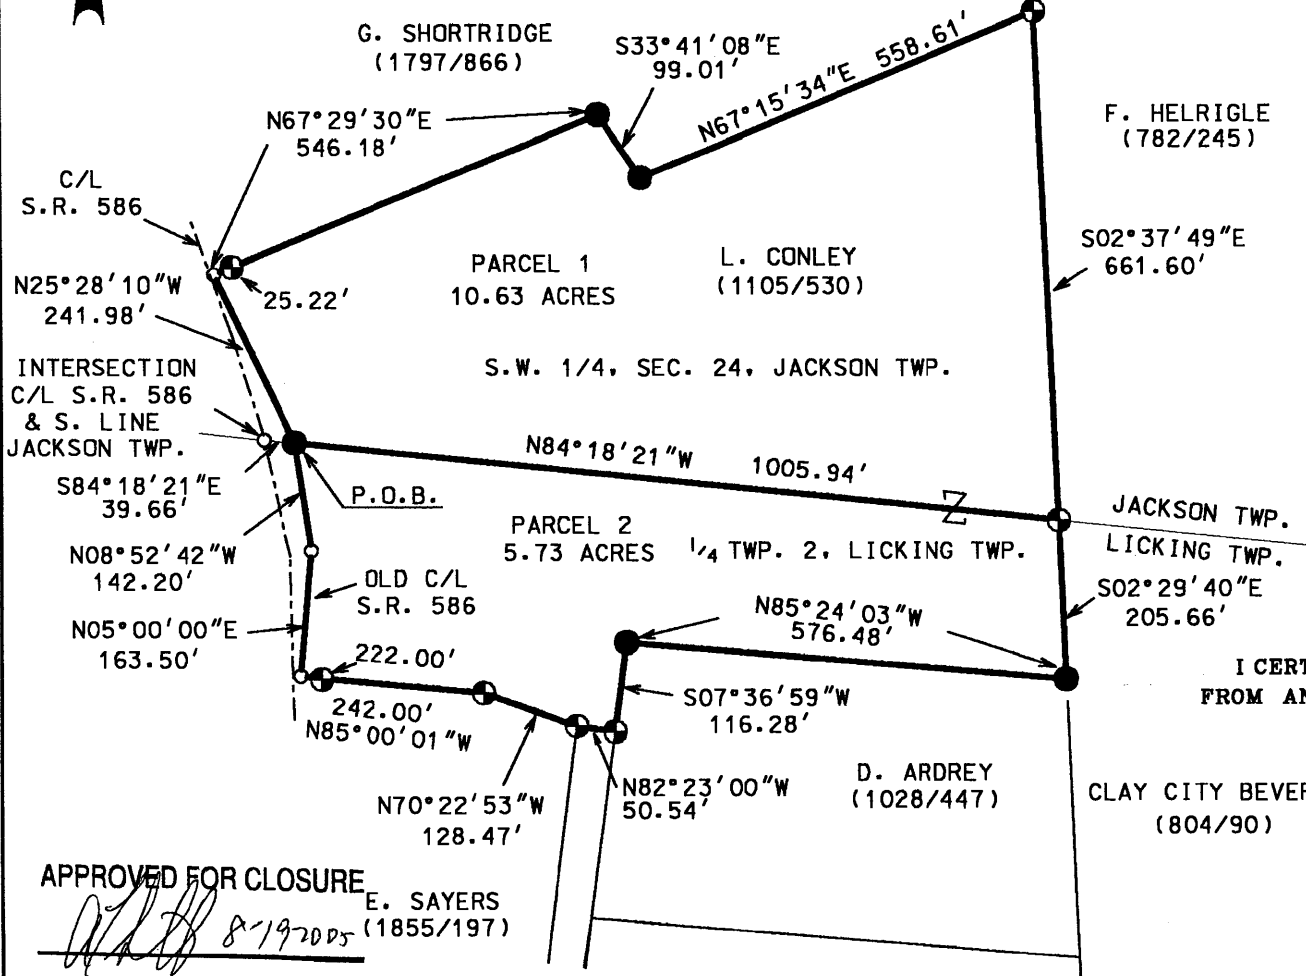 G. SHORTRIDGE
(1797/866)
S33°41'08"E
99.01'
N67°15'34"E 558.61'
N67°29'30"E
546.18'
F. HELRIGLE
(782/245)
C/L
S.R. 586
S02°37'49"E
661.60'
PARCEL 1
10.63 ACRES
L. CONLEY
(1105/530)
N25°28'10"W
241.98'
25.22'
INTERSECTION
C/L S.R. 586
& S. LINE
JACKSON TWP.
S.W. 1/4, SEC. 24, JACKSON TWP.
N84°18'21"W 1005.94'
S84°18'21"E
39.66'
P.O.B.
Z
JACKSON TWP.
LICKING TWP.
PARCEL 2
5.73 ACRES
1/4 TWP. 2, LICKING TWP.
N08°52'42"W
142.20'
OLD C/L
S.R. 586
S02°29'40"E
205.66'
N85°24'03"W
576.48'
N05°00'00"E
163.50'
222.00'
242.00'
N85°00'01"W
S07°36'59"W
116.28'
I CERT
FROM AN
N82°23'00"W
50.54'
D. ARDREY
(1028/447)
N70°22'53"W
128.47'
CLAY CITY BEVER
(804/90)
APPROVED FOR CLOSURE
8-19-2005
E. SAYERS
(1855/197)